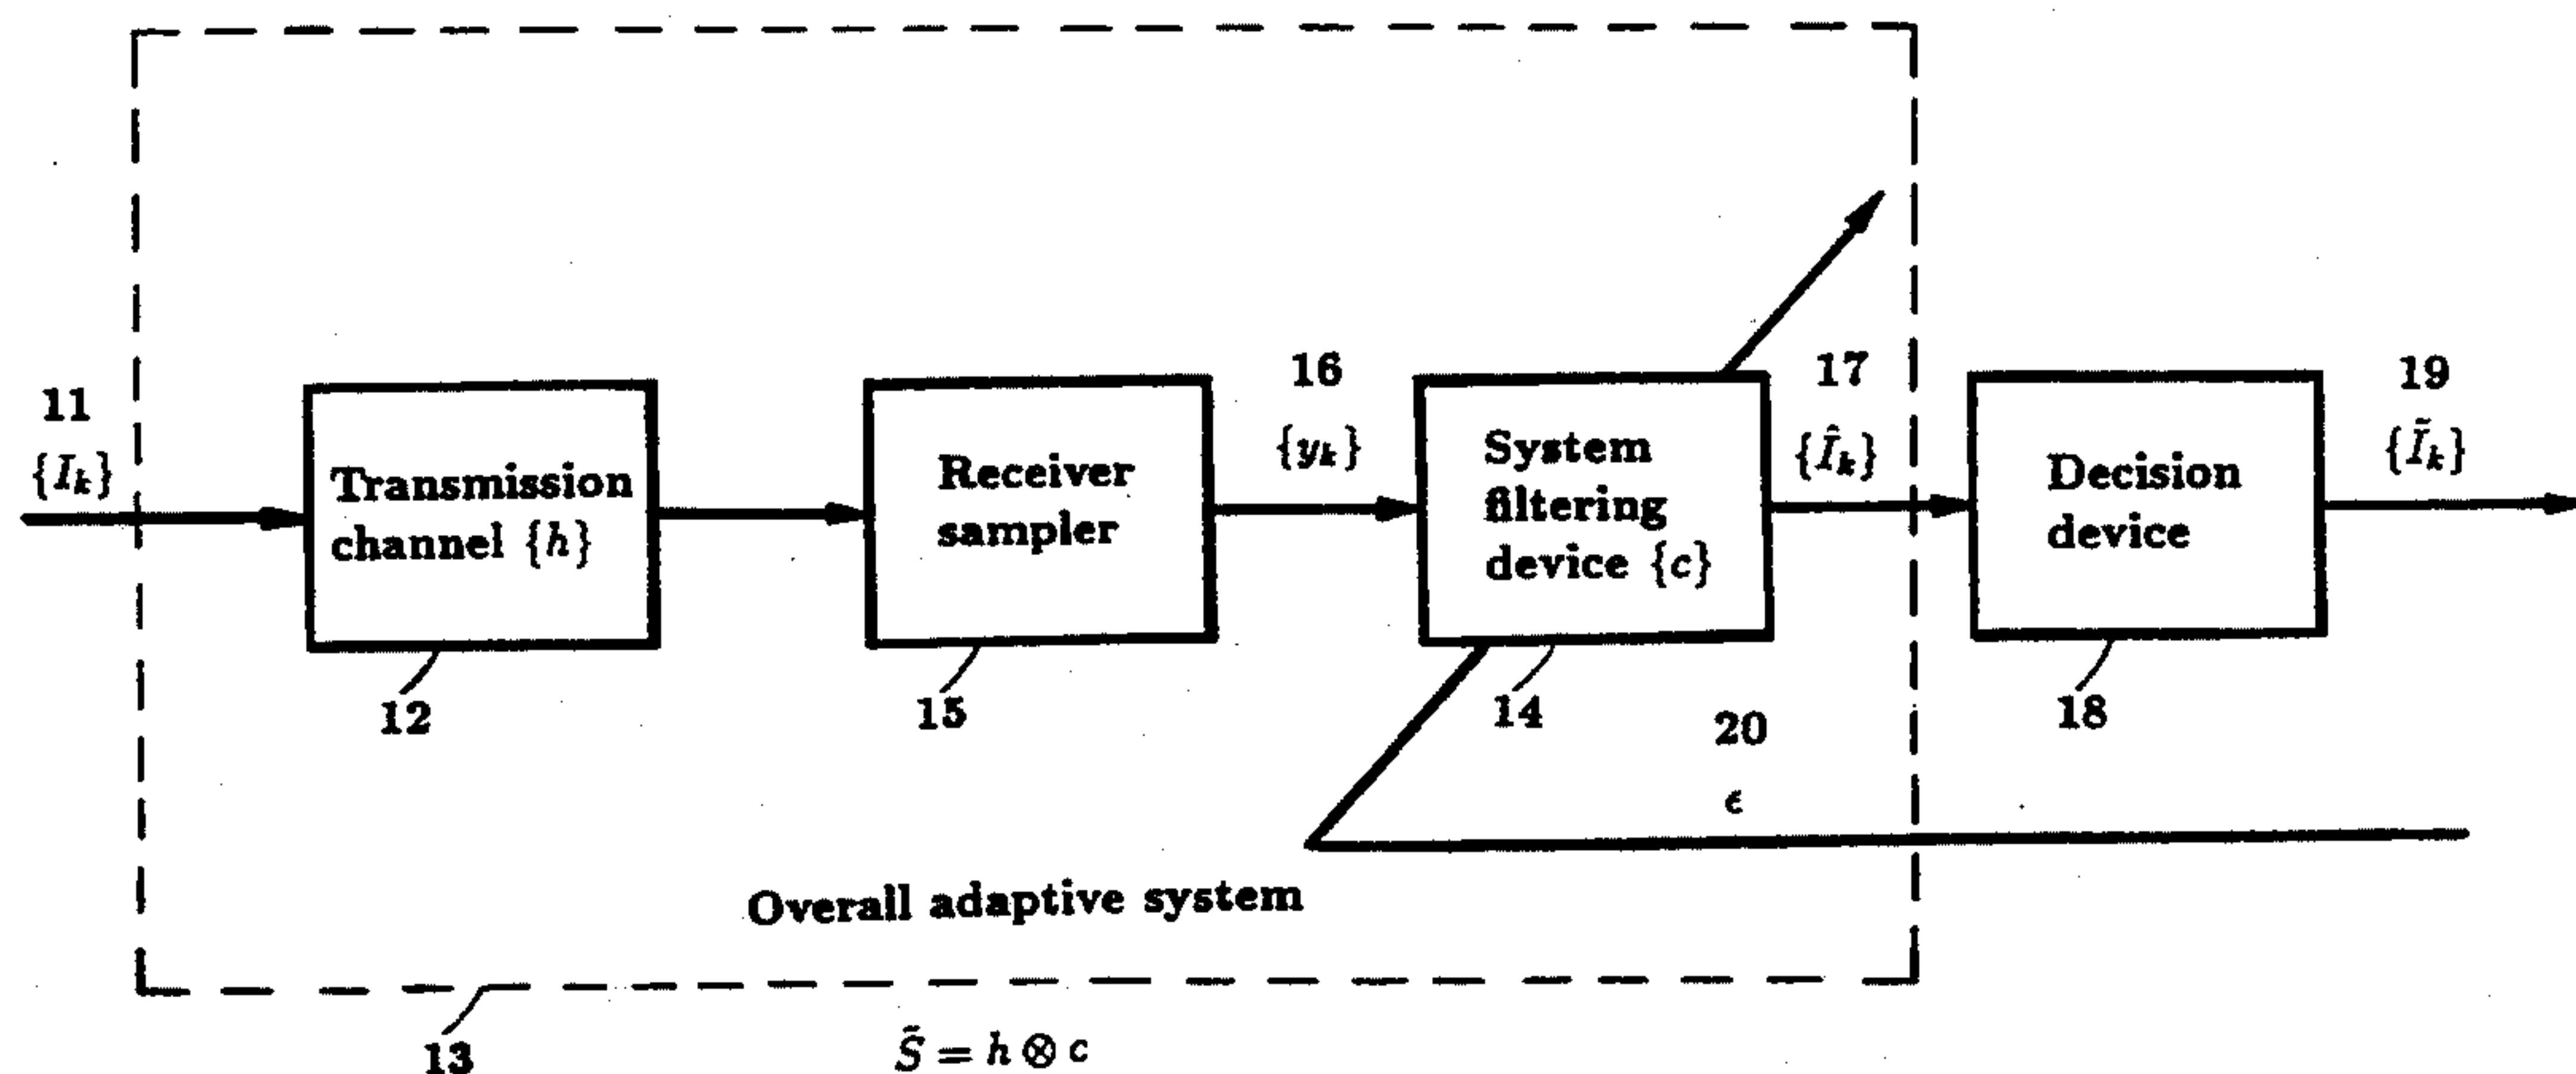 11
{I_k}
Transmission
channel {h}
12
Receiver
sampler
15
16
{y_k}
System
filtering
device {c}
14
17
{Î_k}
Decision
device
18
19
{Ĩ_k}
20
ϵ
Overall adaptive system
13
S̃ = h ⊗ c